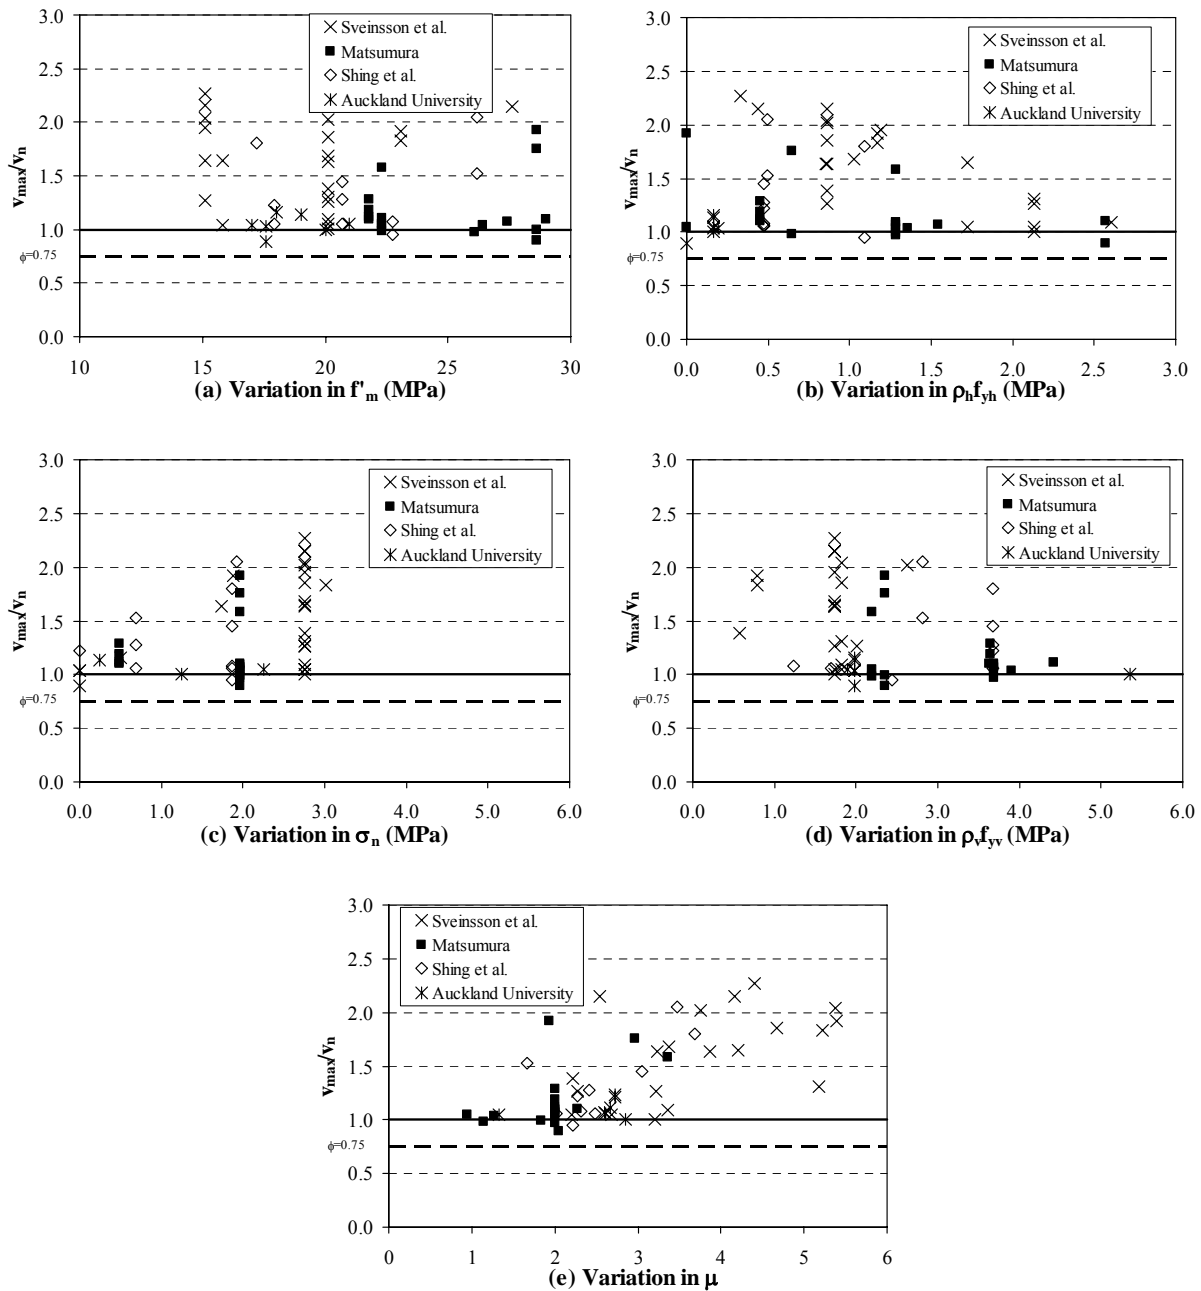 3.0
2.5
2.0
1.5
1.0
0.5
0.0
vmax/vn
ϕ=0.75
Sveinsson et al.
Matsumura
Shing et al.
Auckland University
10 15 20 25 30
(a) Variation in f'm (MPa)
3.0
2.5
2.0
1.5
1.0
0.5
0.0
vmax/vn
ϕ=0.75
Sveinsson et al.
Matsumura
Shing et al.
Auckland University
0.0 0.5 1.0 1.5 2.0 2.5 3.0
(b) Variation in ρhfyh (MPa)
3.0
2.5
2.0
1.5
1.0
0.5
0.0
vmax/vn
ϕ=0.75
Sveinsson et al.
Matsumura
Shing et al.
Auckland University
0.0 1.0 2.0 3.0 4.0 5.0 6.0
(c) Variation in σn (MPa)
3.0
2.5
2.0
1.5
1.0
0.5
0.0
vmax/vn
ϕ=0.75
Sveinsson et al.
Matsumura
Shing et al.
Auckland University
0.0 1.0 2.0 3.0 4.0 5.0 6.0
(d) Variation in ρvfyv (MPa)
3.0
2.5
2.0
1.5
1.0
0.5
0.0
vmax/vn
ϕ=0.75
Sveinsson et al.
Matsumura
Shing et al.
Auckland University
0 1 2 3 4 5 6
(e) Variation in μ